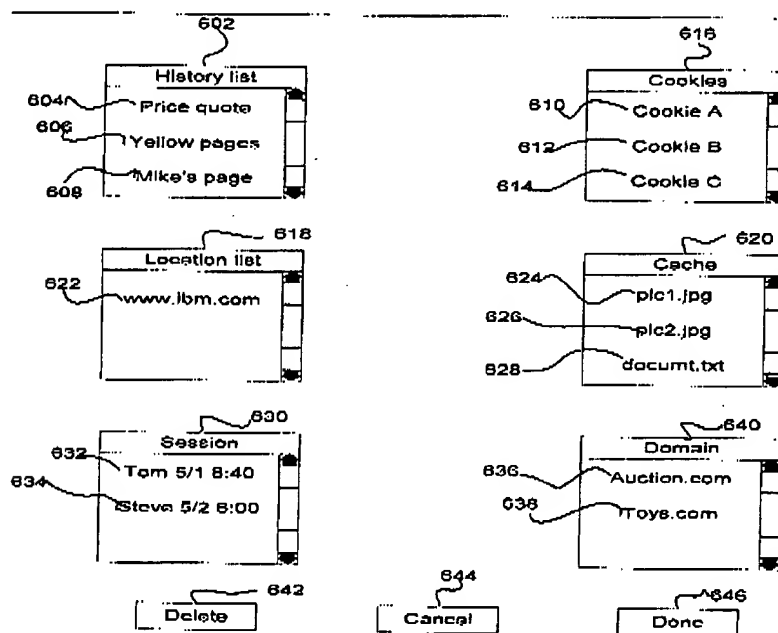 602
History list
604
Price quote
606
Yellow pages
608
Mike's page
616
Cookies
610
Cookie A
612
Cookie B
614
Cookie C
618
Location list
622
www.ibm.com
620
Cache
624
pic1.jpg
626
pic2.jpg
628
documt.txt
630
Session
632
Tom 5/1 8:40
634
Steve 5/2 6:00
640
Domain
636
Auction.com
638
Toys.com
642
Delete
644
Cancel
646
Done